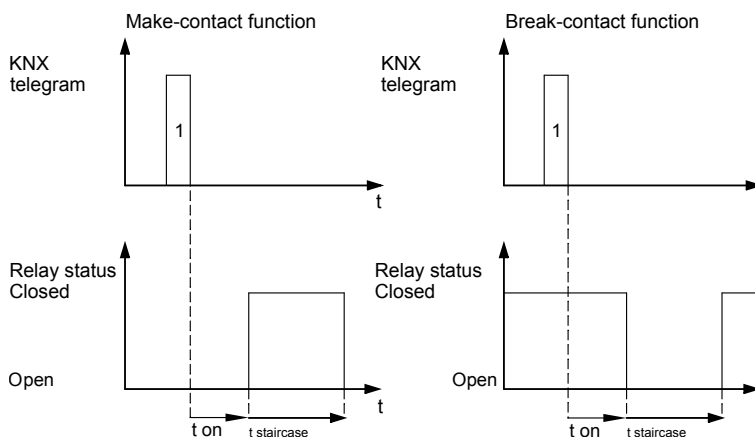 Make-contact function
KNX
telegram
1
t
Relay status
Closed
Open
t
t on
t staircase
Break-contact function
KNX
telegram
1
Relay status
Closed
Open
t on
t staircase